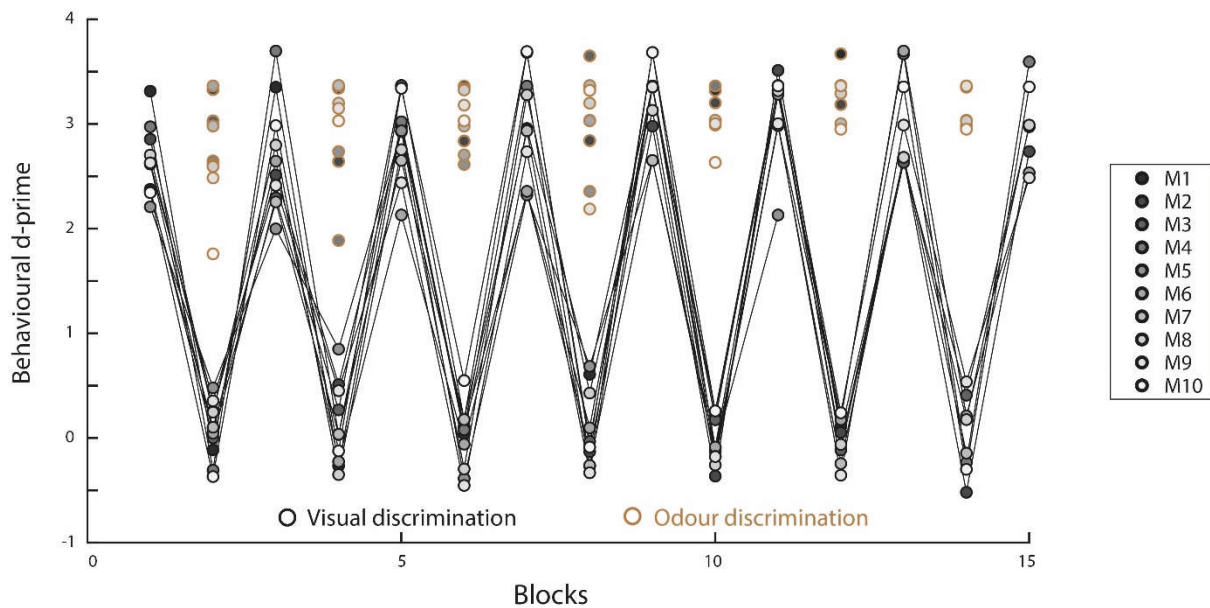 4
3
2
1
0
-1
Behavioural d-prime
0 5 10 15
Blocks
Visual discrimination Odour discrimination
M1
M2
M3
M4
M5
M6
M7
M8
M9
M10